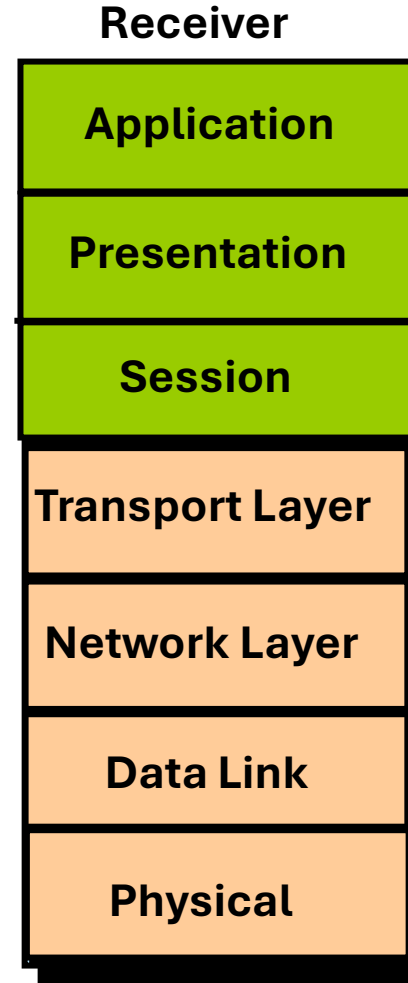 Receiver
Application
Presentation
Session
Transport Layer
Network Layer
Data Link
Physical